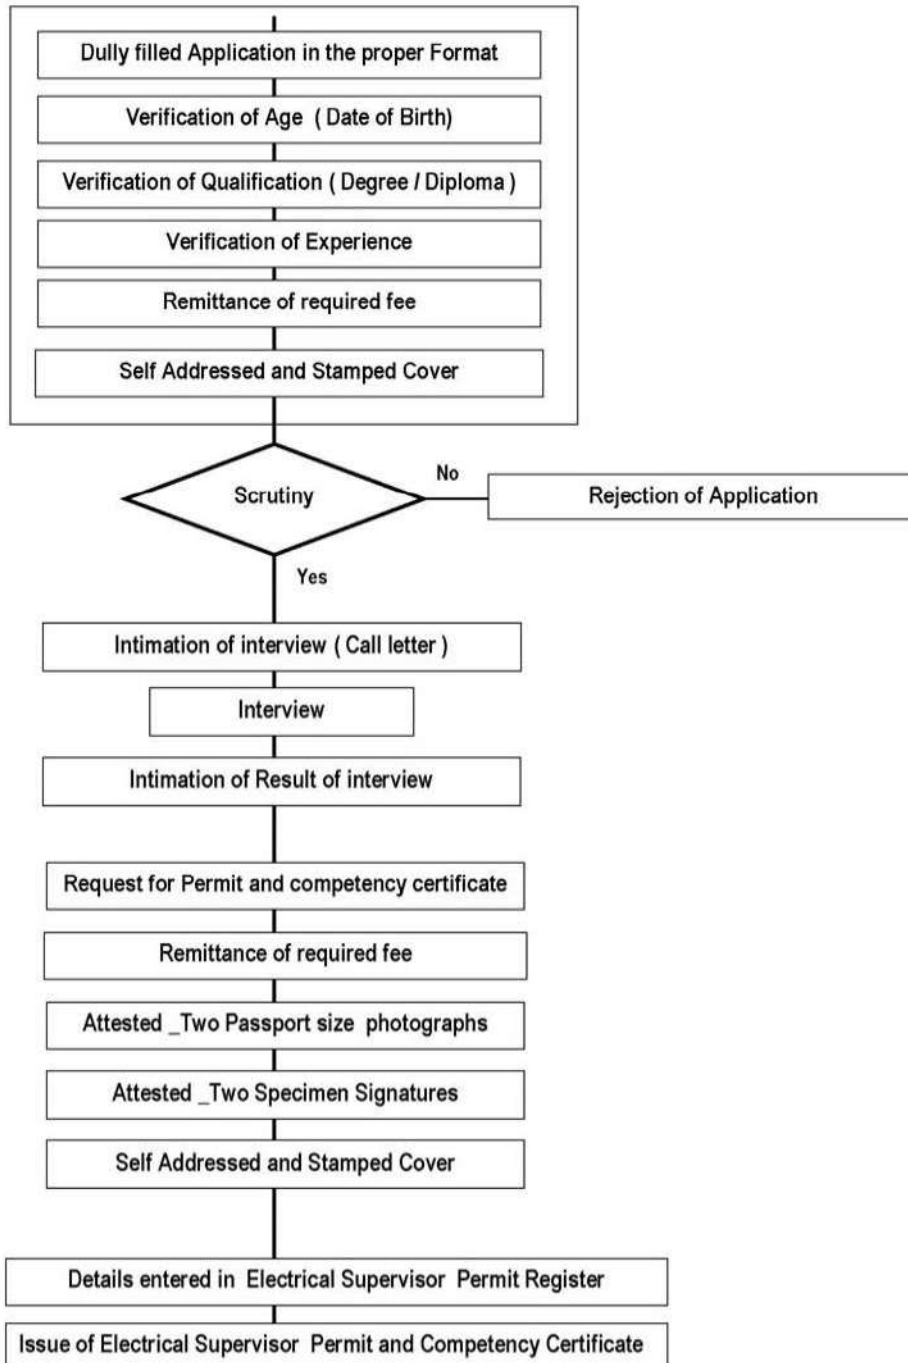 Dully filled Application in the proper Format
Verification of Age ( Date of Birth)
Verification of Qualification ( Degree / Diploma )
Verification of Experience
Remittance of required fee
Self Addressed and Stamped Cover
Scrutiny
No
Rejection of Application
Yes
Intimation of interview ( Call letter )
Interview
Intimation of Result of interview
Request for Permit and competency certificate
Remittance of required fee
Attested _Two Passport size photographs
Attested _Two Specimen Signatures
Self Addressed and Stamped Cover
Details entered in Electrical Supervisor Permit Register
Issue of Electrical Supervisor Permit and Competency Certificate